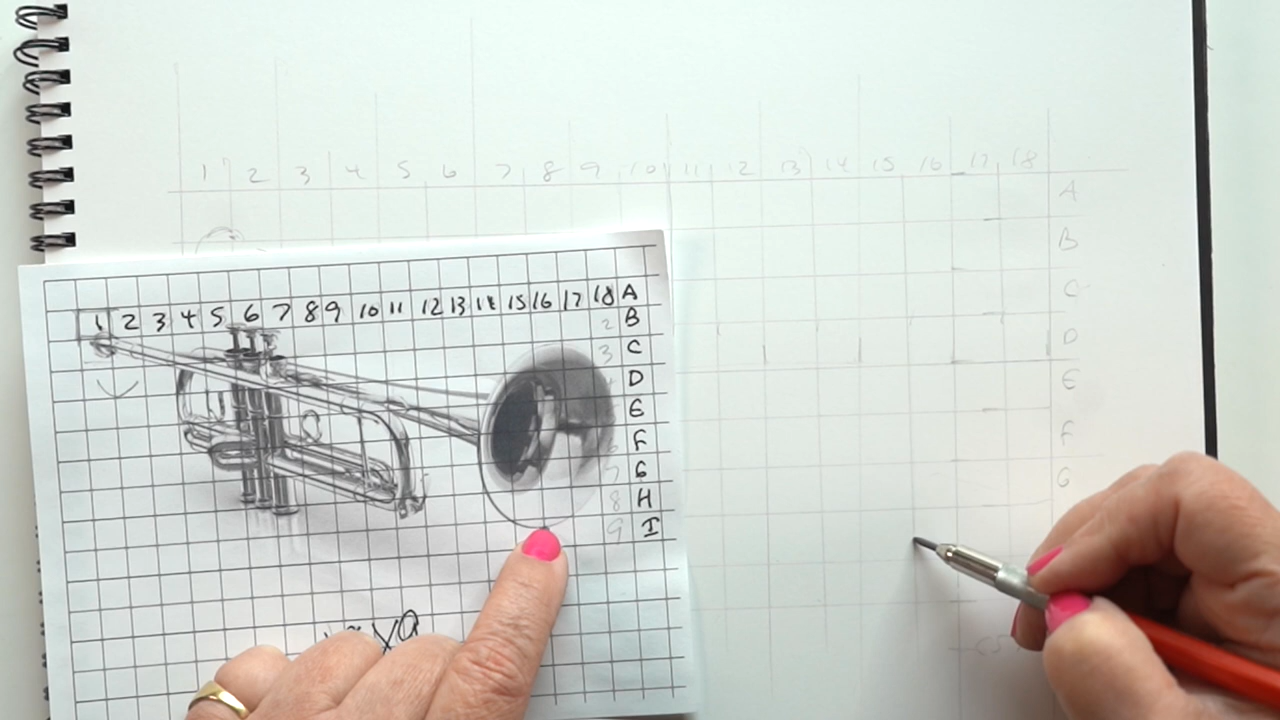 1 2 3 4 5 6 7 8 9 10 11 12 13 14 15 16 17 18
A
B
C
D
E
F
G
1 2 3 4 5 6 7 8 9 10 11 12 13 14 15 16 17 18 A
2 B
3 C
D
E
F
7 G
8 H
9 I